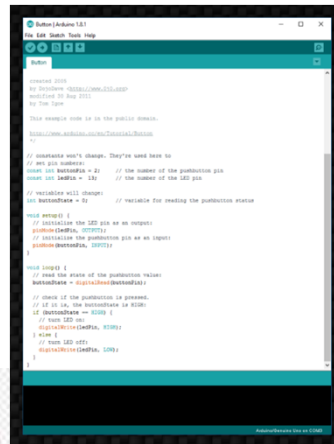 Button | Arduino 1.8.1
File Edit Sketch Tools Help
Button
created 2005
by DojoDave <http://www.0j0.org>
modified 30 Aug 2011
by Tom Igoe
This example code is in the public domain.
http://www.arduino.cc/en/Tutorial/Button
*/
// constants won't change. They're used here to
// set pin numbers:
const int buttonPin = 2; // the number of the pushbutton pin
const int ledPin = 13; // the number of the LED pin
// variables will change:
int buttonState = 0; // variable for reading the pushbutton status
void setup() {
// initialize the LED pin as an output:
pinMode(ledPin, OUTPUT);
// initialize the pushbutton pin as an input:
pinMode(buttonPin, INPUT);
}
void loop() {
// read the state of the pushbutton value:
buttonState = digitalRead(buttonPin);
// check if the pushbutton is pressed.
// if it is, the buttonState is HIGH:
if (buttonState == HIGH) {
// turn LED on:
digitalWrite(ledPin, HIGH);
} else {
// turn LED off:
digitalWrite(ledPin, LOW);
}
}
Arduino/Genuino Uno on COM3